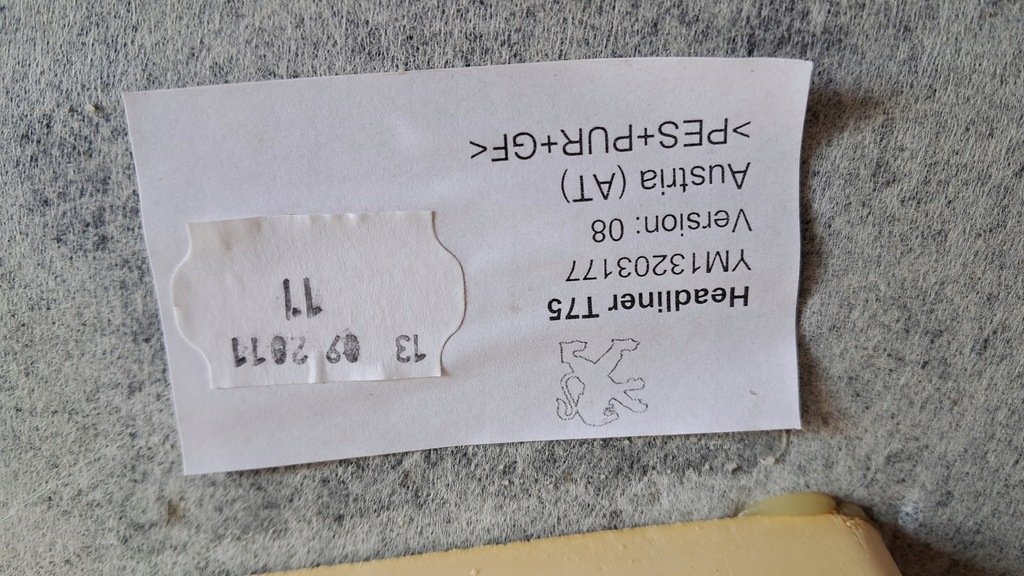 Headliner T75
YM13203177
Version: 08
Austria (AT)
>PES+PUR+GF<
13 09 2011
11